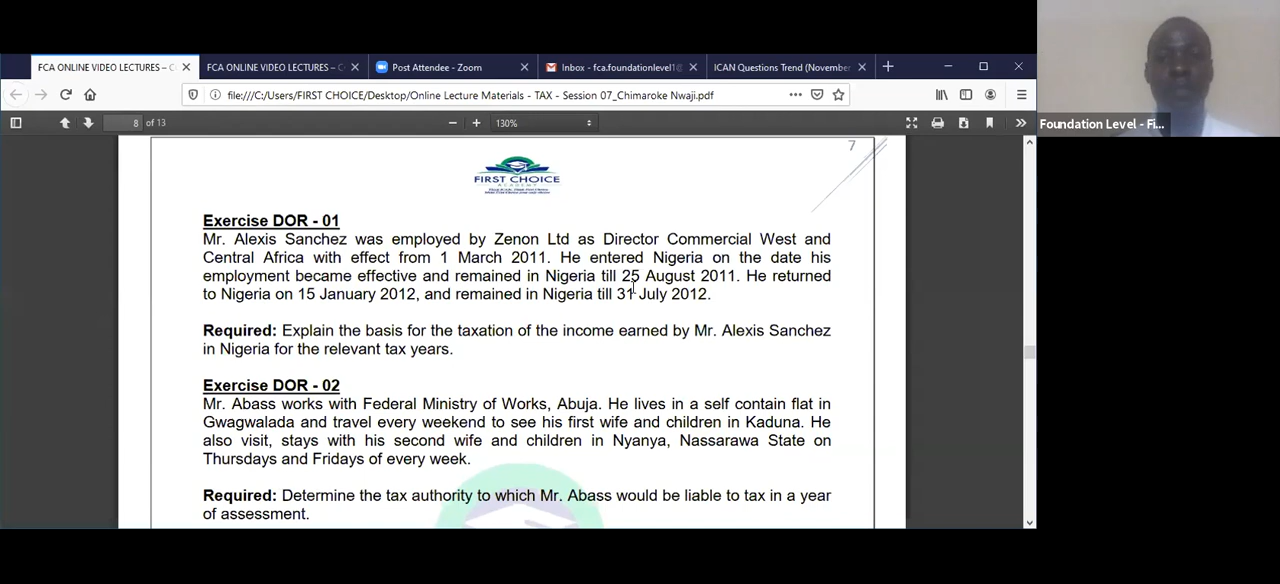 FCA ONLINE VIDEO LECTURES – C
FCA ONLINE VIDEO LECTURES – C
Post Attendee - Zoom
Inbox - fca.foundationlevel1@
ICAN Questions Trend (November
file:///C:/Users/FIRST CHOICE/Desktop/Online Lecture Materials - TAX - Session 07_Chimaroke Nwaji.pdf
Foundation Level - Fi...
8 of 13
130%
7
FIRST CHOICE
ACADEMY
Exercise DOR - 01
Mr. Alexis Sanchez was employed by Zenon Ltd as Director Commercial West and
Central Africa with effect from 1 March 2011. He entered Nigeria on the date his
employment became effective and remained in Nigeria till 25 August 2011. He returned
to Nigeria on 15 January 2012, and remained in Nigeria till 31 July 2012.
Required: Explain the basis for the taxation of the income earned by Mr. Alexis Sanchez
in Nigeria for the relevant tax years.
Exercise DOR - 02
Mr. Abass works with Federal Ministry of Works, Abuja. He lives in a self contain flat in
Gwagwalada and travel every weekend to see his first wife and children in Kaduna. He
also visit, stays with his second wife and children in Nyanya, Nassarawa State on
Thursdays and Fridays of every week.
Required: Determine the tax authority to which Mr. Abass would be liable to tax in a year
of assessment.